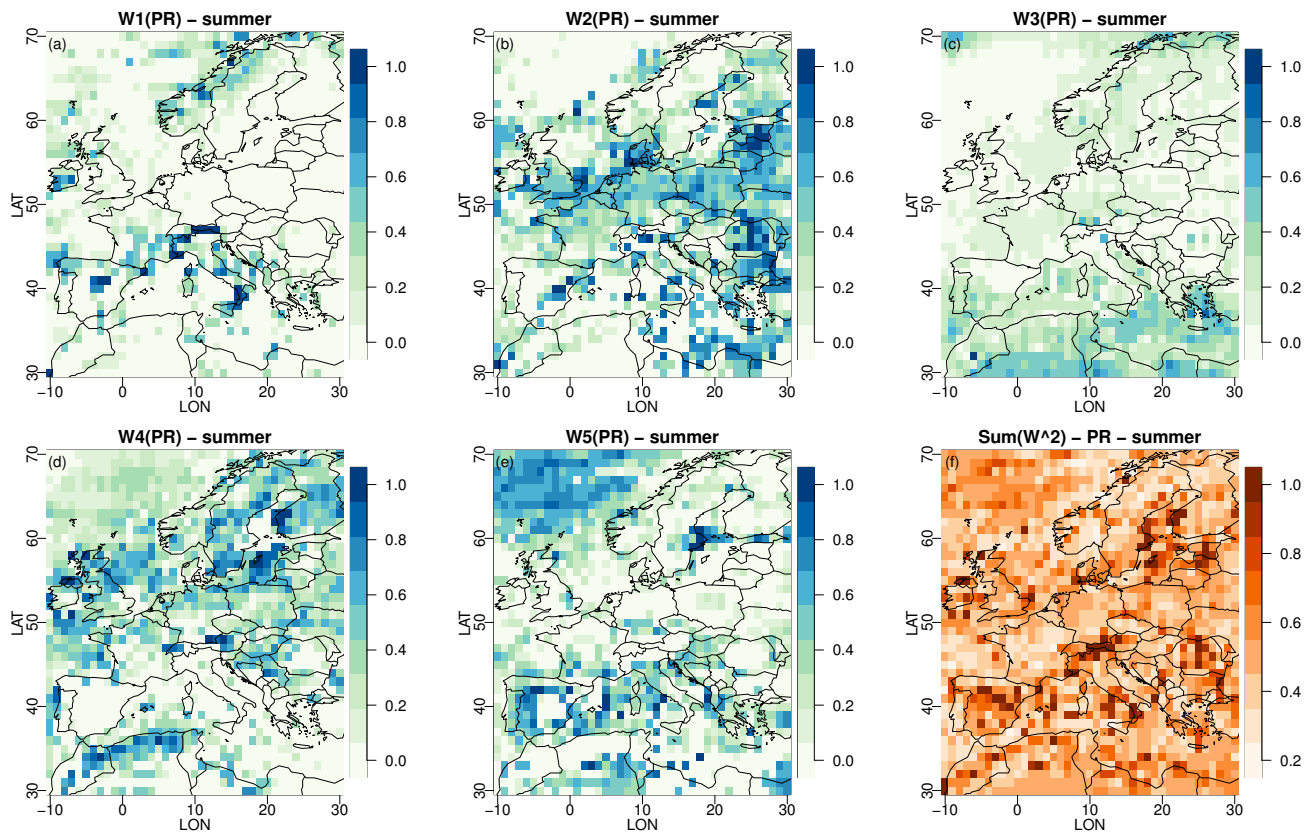 W1(PR) − summer
(a)
70
60
50
40
30
LAT
−10 0 10 20 30
LON
1.0
0.8
0.6
0.4
0.2
0.0
W2(PR) − summer
(b)
70
60
50
40
30
LAT
−10 0 10 20 30
LON
1.0
0.8
0.6
0.4
0.2
0.0
W3(PR) − summer
(c)
70
60
50
40
30
LAT
−10 0 10 20 30
LON
1.0
0.8
0.6
0.4
0.2
0.0
W4(PR) − summer
(d)
70
60
50
40
30
LAT
−10 0 10 20 30
LON
1.0
0.8
0.6
0.4
0.2
0.0
W5(PR) − summer
(e)
70
60
50
40
30
LAT
−10 0 10 20 30
LON
1.0
0.8
0.6
0.4
0.2
0.0
Sum(W^2) − PR − summer
(f)
70
60
50
40
30
LAT
−10 0 10 20 30
LON
1.0
0.8
0.6
0.4
0.2